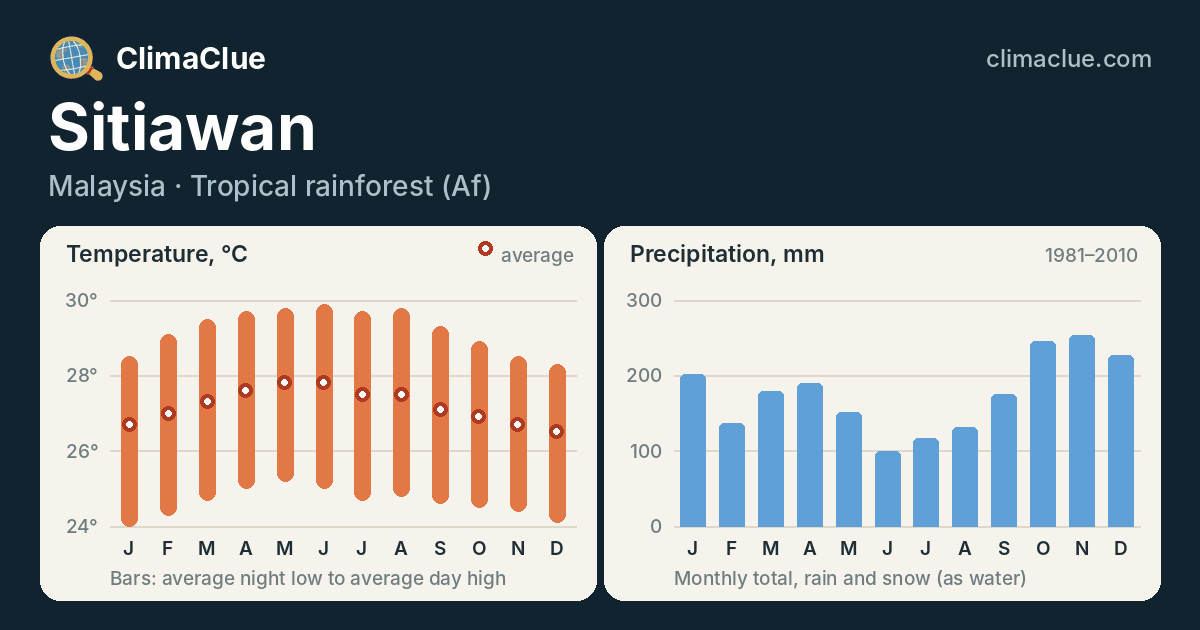 ClimaClue
climaclue.com
Sitiawan
Malaysia · Tropical rainforest (Af)
Temperature, °C
average
30°
28°
26°
24°
J F M A M J J A S O N D
Bars: average night low to average day high
Precipitation, mm
1981–2010
300
200
100
0
J F M A M J J A S O N D
Monthly total, rain and snow (as water)